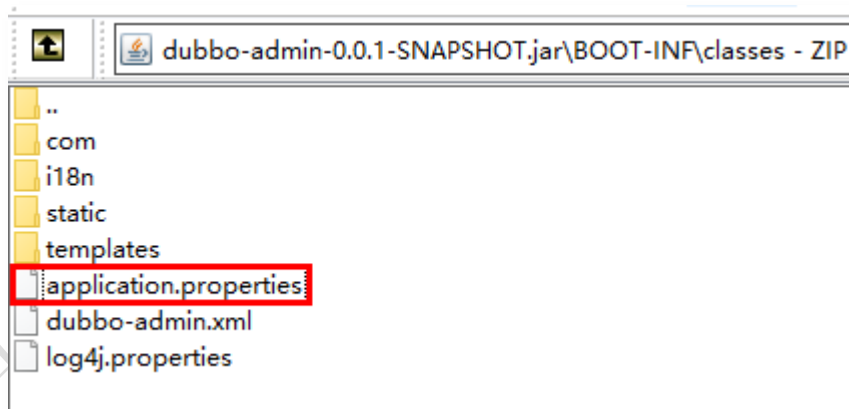 dubbo-admin-0.0.1-SNAPSHOT.jar\BOOT-INF\classes - ZIP
..
com
i18n
static
templates
application.properties
dubbo-admin.xml
log4j.properties